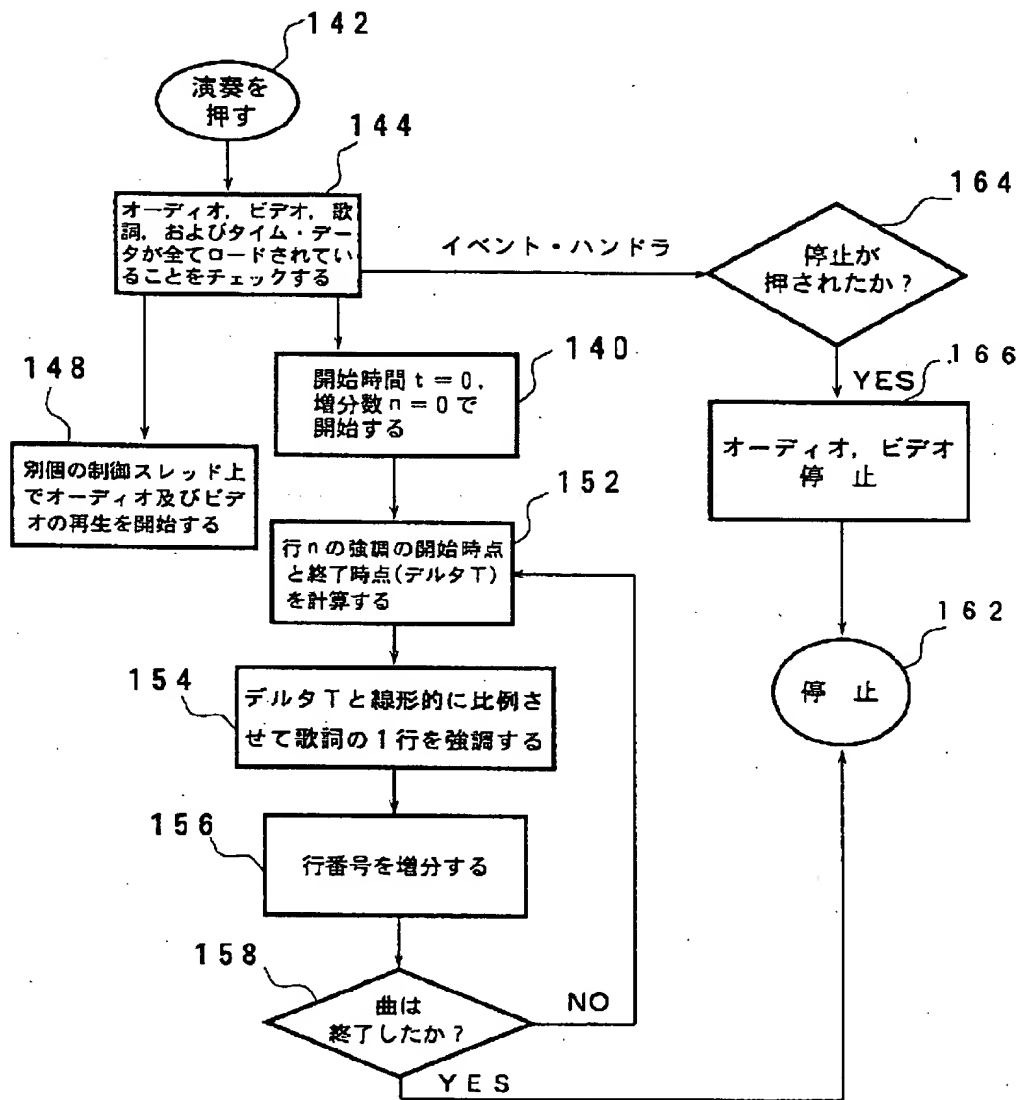 142
演奏を
押す
144
オーディオ，ビデオ，歌
詞，およびタイム・デー
タが全てロードされてい
ることをチェックする
イベント・ハンドラ
164
停止が
押されたか？
148
別個の制御スレッド上
でオーディオ及びビデ
オの再生を開始する
140
開始時間ｔ＝０，
増分数ｎ＝０で
開始する
YES
166
オーディオ，ビデオ
停 止
152
行ｎの強調の開始時点
と終了時点(デルタＴ)
を計算する
162
停 止
154
デルタＴと線形的に比例さ
せて歌詞の１行を強調する
156
行番号を増分する
158
曲は
終了したか？
NO
YES